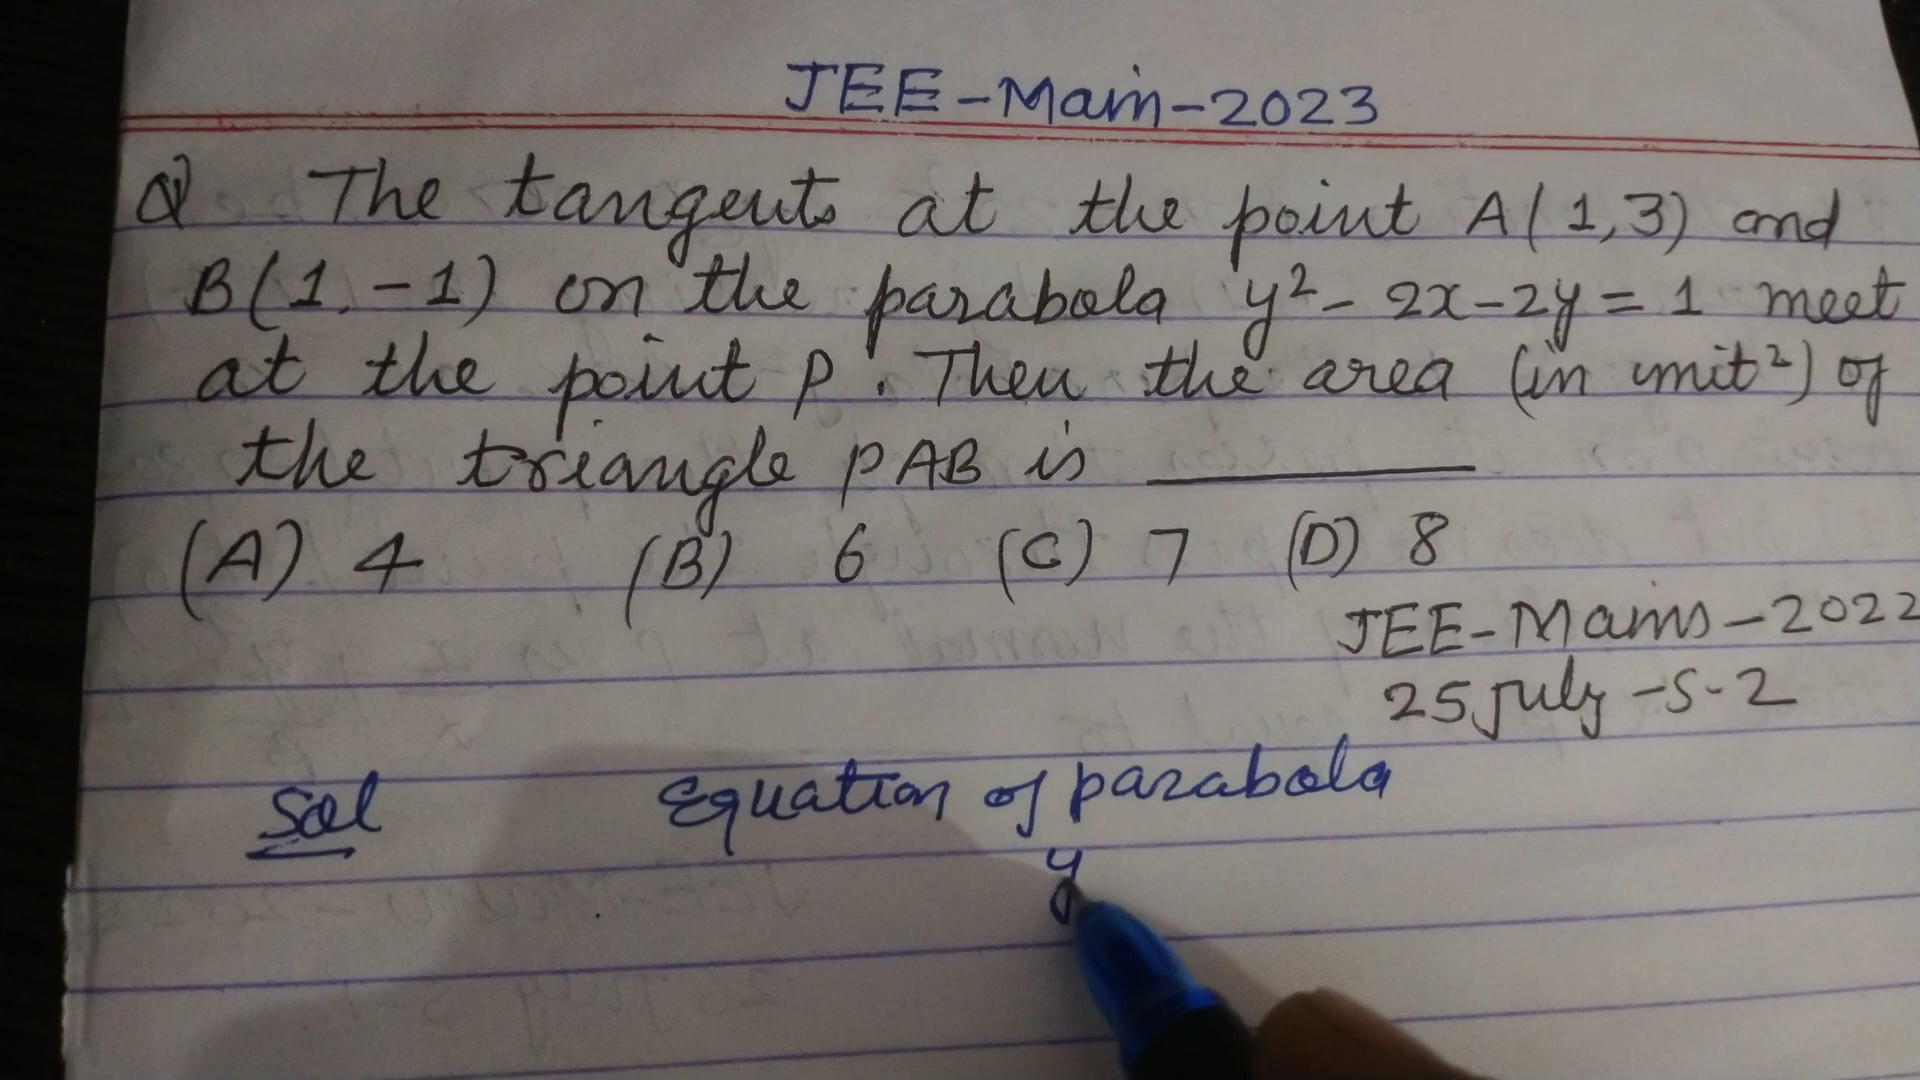 JEE-Main-2023
Q The tangents at the point A(1,3) and
B(1,-1) on the parabola y²-2x-2y=1 meet
at the point P. Then the area (in unit²) of
the triangle PAB is ________
(A) 4 (B) 6 (C) 7 (D) 8
JEE-Mains-2022
25 july -S-2
Sol Equation of parabola
y